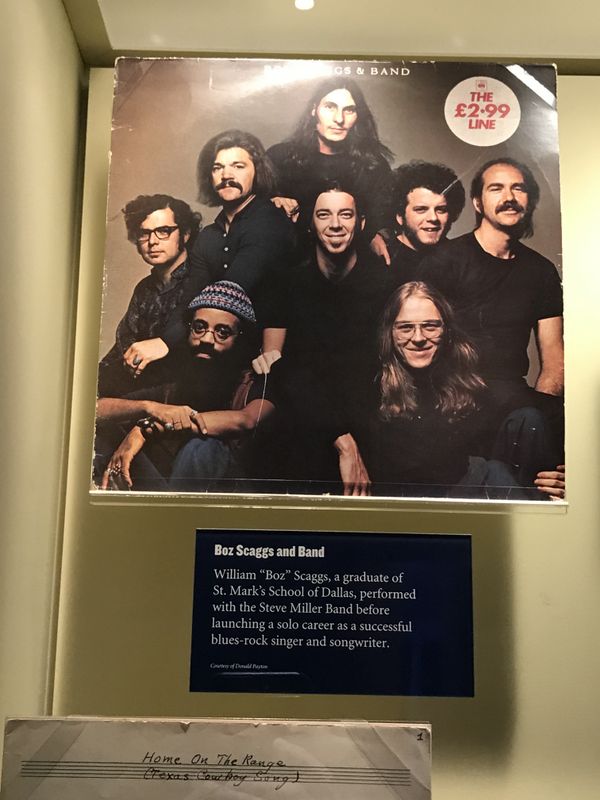 GS & BAND
THE
£2.99
LINE
Boz Scaggs and Band
William “Boz” Scaggs, a graduate of
St. Mark’s School of Dallas, performed
with the Steve Miller Band before
launching a solo career as a successful
blues-rock singer and songwriter.
Courtesy of Donald Payton
1
Home On The Range
(Texas Cowboy Song)